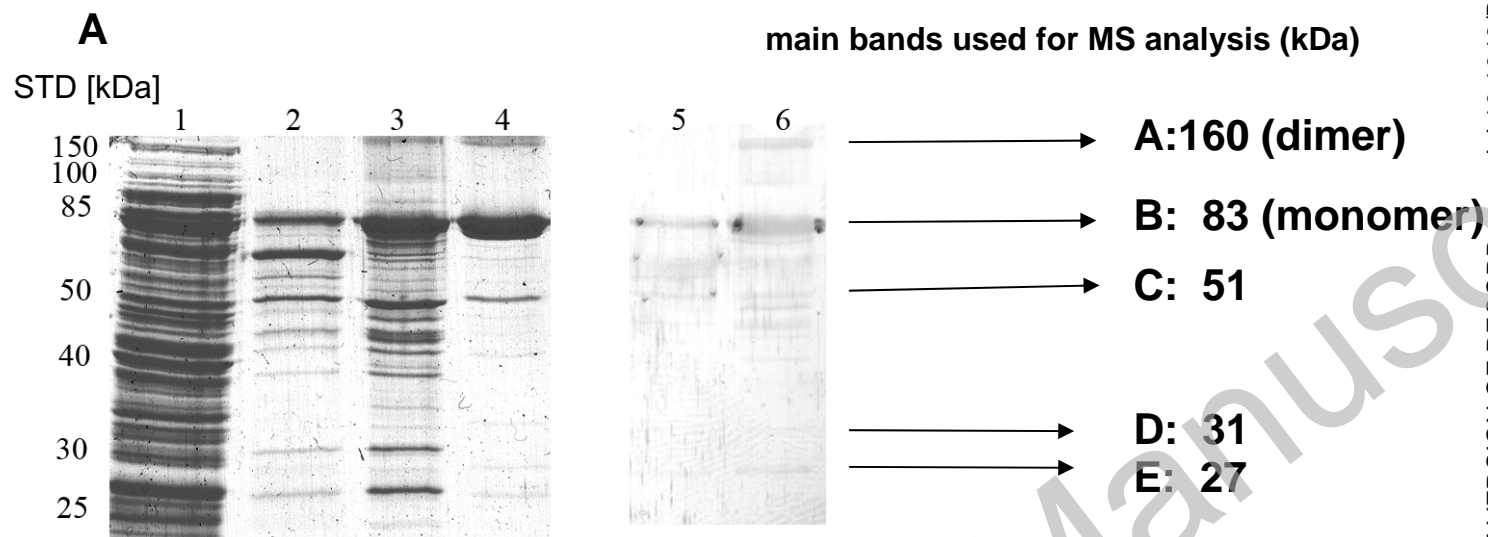 A
main bands used for MS analysis (kDa)
STD [kDa]
1 2 3 4 5 6
150
100
85
50
40
30
25
A:160 (dimer)
B: 83 (monomer)
C: 51
D: 31
E: 27
Manusc